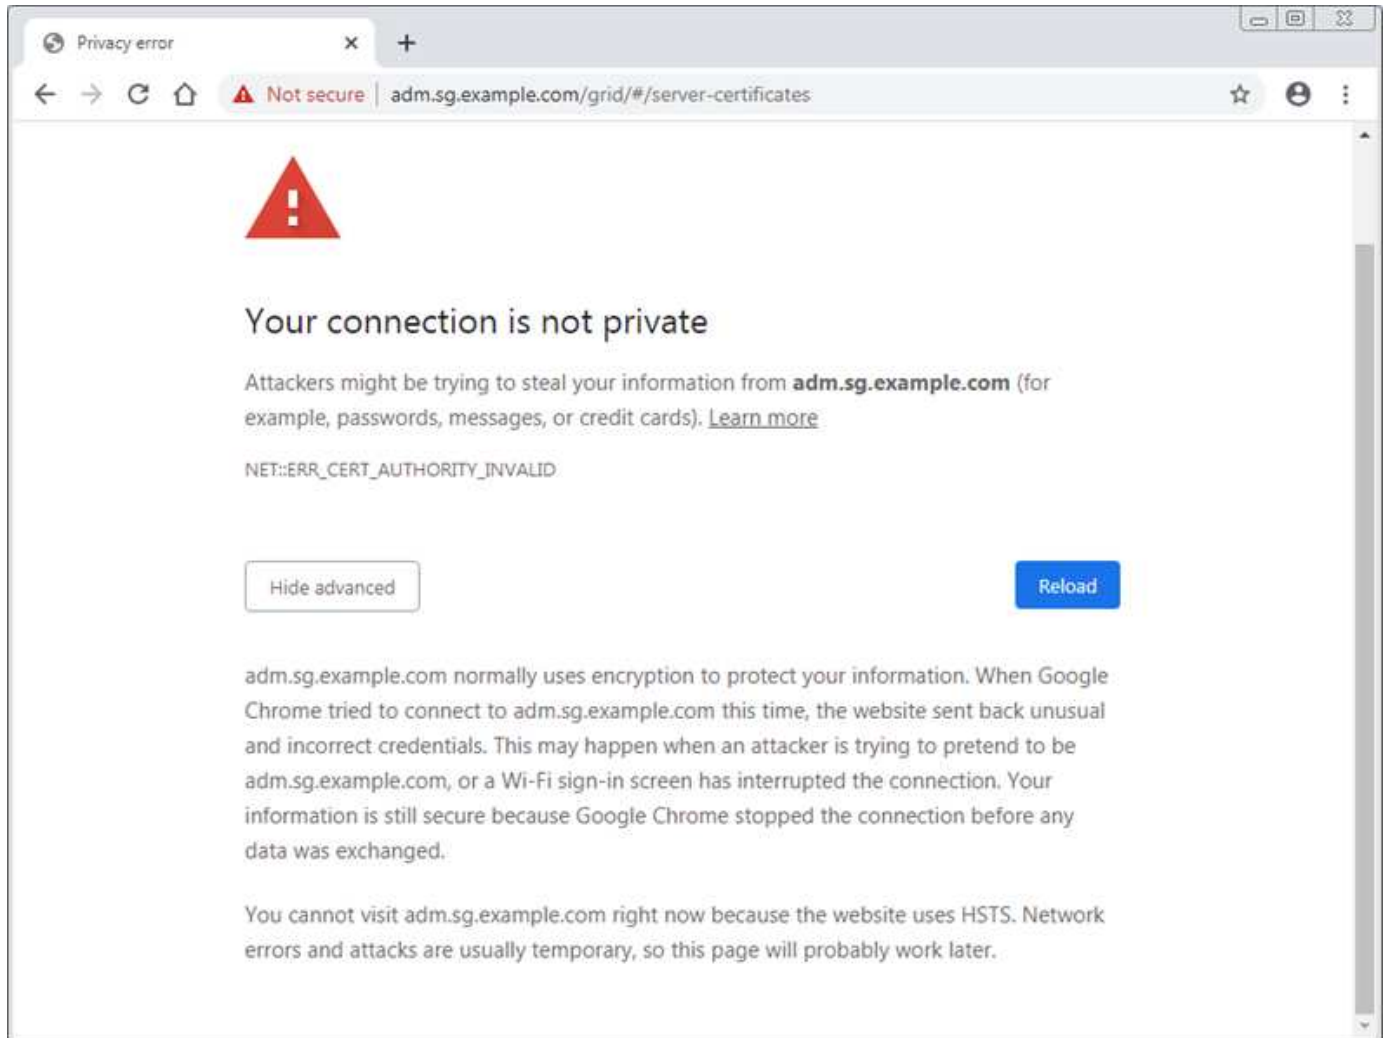 Privacy error
Not secure | adm.sg.example.com/grid/#/server-certificates
Your connection is not private
Attackers might be trying to steal your information from adm.sg.example.com (for
example, passwords, messages, or credit cards). Learn more
NET::ERR_CERT_AUTHORITY_INVALID
Hide advanced
Reload
adm.sg.example.com normally uses encryption to protect your information. When Google
Chrome tried to connect to adm.sg.example.com this time, the website sent back unusual
and incorrect credentials. This may happen when an attacker is trying to pretend to be
adm.sg.example.com, or a Wi-Fi sign-in screen has interrupted the connection. Your
information is still secure because Google Chrome stopped the connection before any
data was exchanged.
You cannot visit adm.sg.example.com right now because the website uses HSTS. Network
errors and attacks are usually temporary, so this page will probably work later.